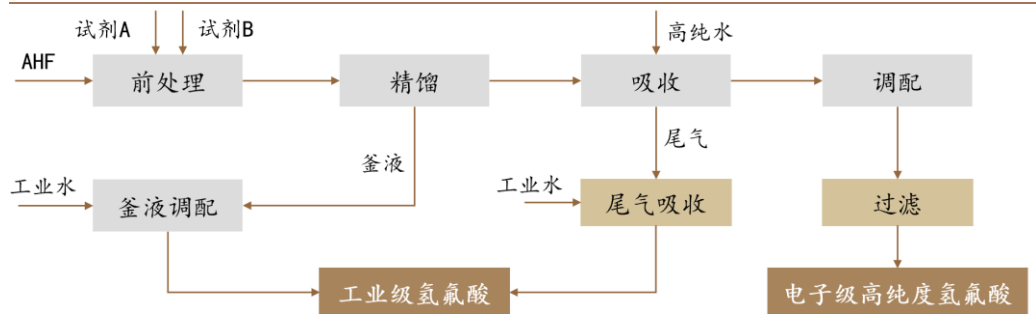 试剂A
试剂B
高纯水
AHF
前处理
精馏
吸收
调配
釜液
尾气
工业水
釜液调配
工业水
尾气吸收
过滤
工业级氢氟酸
电子级高纯度氢氟酸